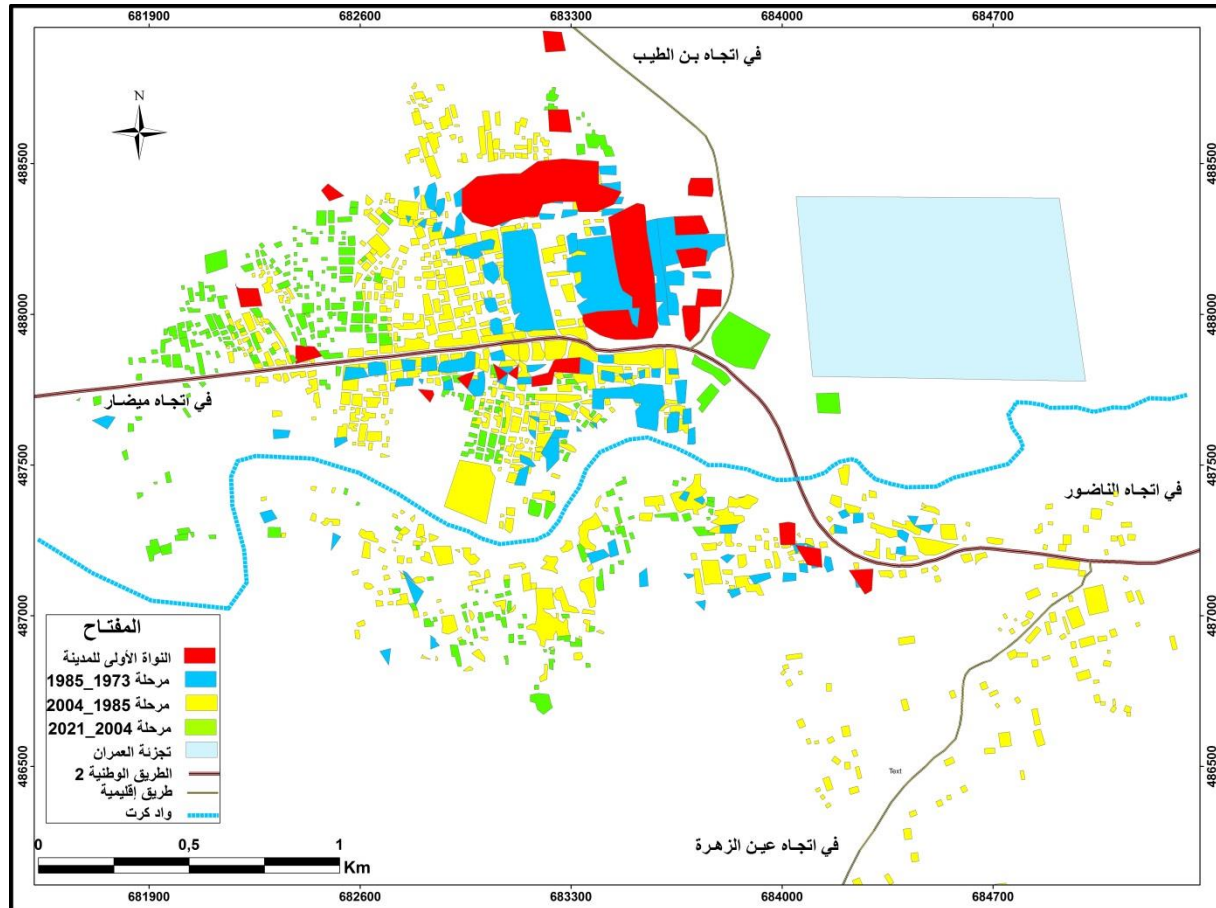 681900 682600 683300 684000 684700
في اتجاه بن الطيب
N
488500 488500
488000 488000
في اتجاه ميضار
487500 487500
في اتجاه الناضور
487000 487000
المفتاح
النواة الأولى للمدينة
مرحلة 1973_1985
مرحلة 1985_2004
مرحلة 2004_2021
تجزئة العمران
الطريق الوطنية 2
طريق إقليمية
واد كرت
486500 486500
Text
في اتجاه عين الزهرة
0 0,5 1
Km
681900 682600 683300 684000 684700